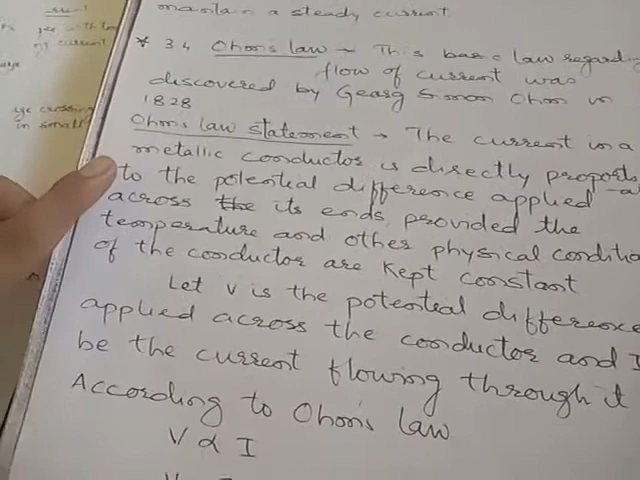 maintain a steady current
* 3.4 Ohm's law ~ This basic law regarding
flow of current was
discovered by Georg Simon Ohm in
1828
Ohm's law statement → The current in a
metallic conductor is directly proportional
to the potential difference applied
across the its ends, provided the
temperature and other physical conditio
of the conductor are kept constant
Let V is the potential difference
applied across the conductor and I
be the current flowing through it
According to Ohm's law
V ∝ I